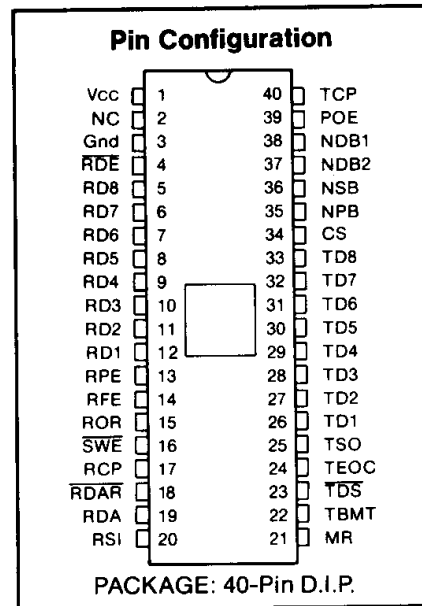 Pin Configuration
Vcc 1 40 TCP
NC 2 39 POE
Gnd 3 38 NDB1
R̅D̅E̅ 4 37 NDB2
RD8 5 36 NSB
RD7 6 35 NPB
RD6 7 34 CS
RD5 8 33 TD8
RD4 9 32 TD7
RD3 10 31 TD6
RD2 11 30 TD5
RD1 12 29 TD4
RPE 13 28 TD3
RFE 14 27 TD2
ROR 15 26 TD1
S̅W̅E̅ 16 25 TSO
RCP 17 24 TEOC
R̅D̅A̅R̅ 18 23 T̅D̅S̅
RDA 19 22 TBMT
RSI 20 21 MR
PACKAGE: 40-Pin D.I.P.